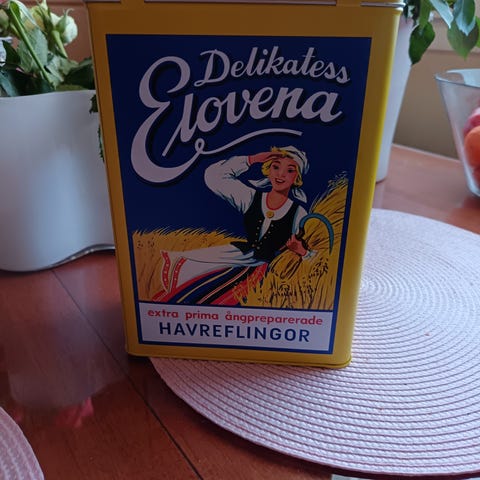 Delikatess
Elovena
extra prima ångpreparerade
HAVREFLINGOR